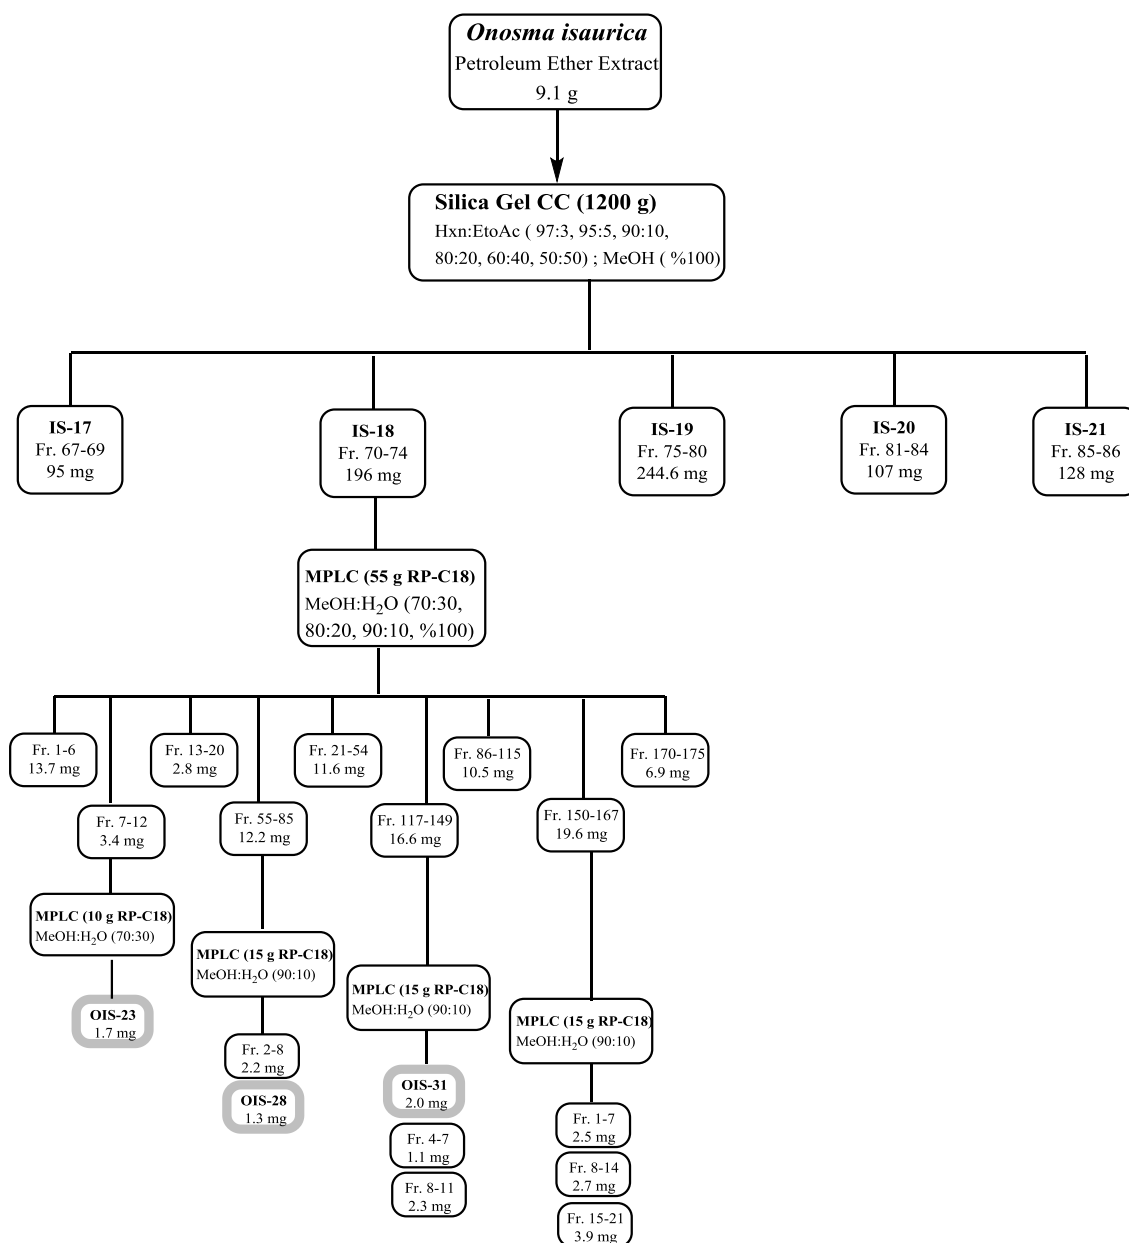 Onosma isaurica
Petroleum Ether Extract
9.1 g
Silica Gel CC (1200 g)
Hxn:EtoAc ( 97:3, 95:5, 90:10,
80:20, 60:40, 50:50) ; MeOH ( %100)
IS-17
Fr. 67-69
95 mg
IS-18
Fr. 70-74
196 mg
IS-19
Fr. 75-80
244.6 mg
IS-20
Fr. 81-84
107 mg
IS-21
Fr. 85-86
128 mg
MPLC (55 g RP-C18)
MeOH:H₂O (70:30,
80:20, 90:10, %100)
Fr. 1-6
13.7 mg
Fr. 13-20
2.8 mg
Fr. 21-54
11.6 mg
Fr. 86-115
10.5 mg
Fr. 170-175
6.9 mg
Fr. 7-12
3.4 mg
Fr. 55-85
12.2 mg
Fr. 117-149
16.6 mg
Fr. 150-167
19.6 mg
MPLC (10 g RP-C18)
MeOH:H₂O (70:30)
MPLC (15 g RP-C18)
MeOH:H₂O (90:10)
MPLC (15 g RP-C18)
MeOH:H₂O (90:10)
MPLC (15 g RP-C18)
MeOH:H₂O (90:10)
OIS-23
1.7 mg
Fr. 2-8
2.2 mg
OIS-28
1.3 mg
OIS-31
2.0 mg
Fr. 4-7
1.1 mg
Fr. 8-11
2.3 mg
Fr. 1-7
2.5 mg
Fr. 8-14
2.7 mg
Fr. 15-21
3.9 mg